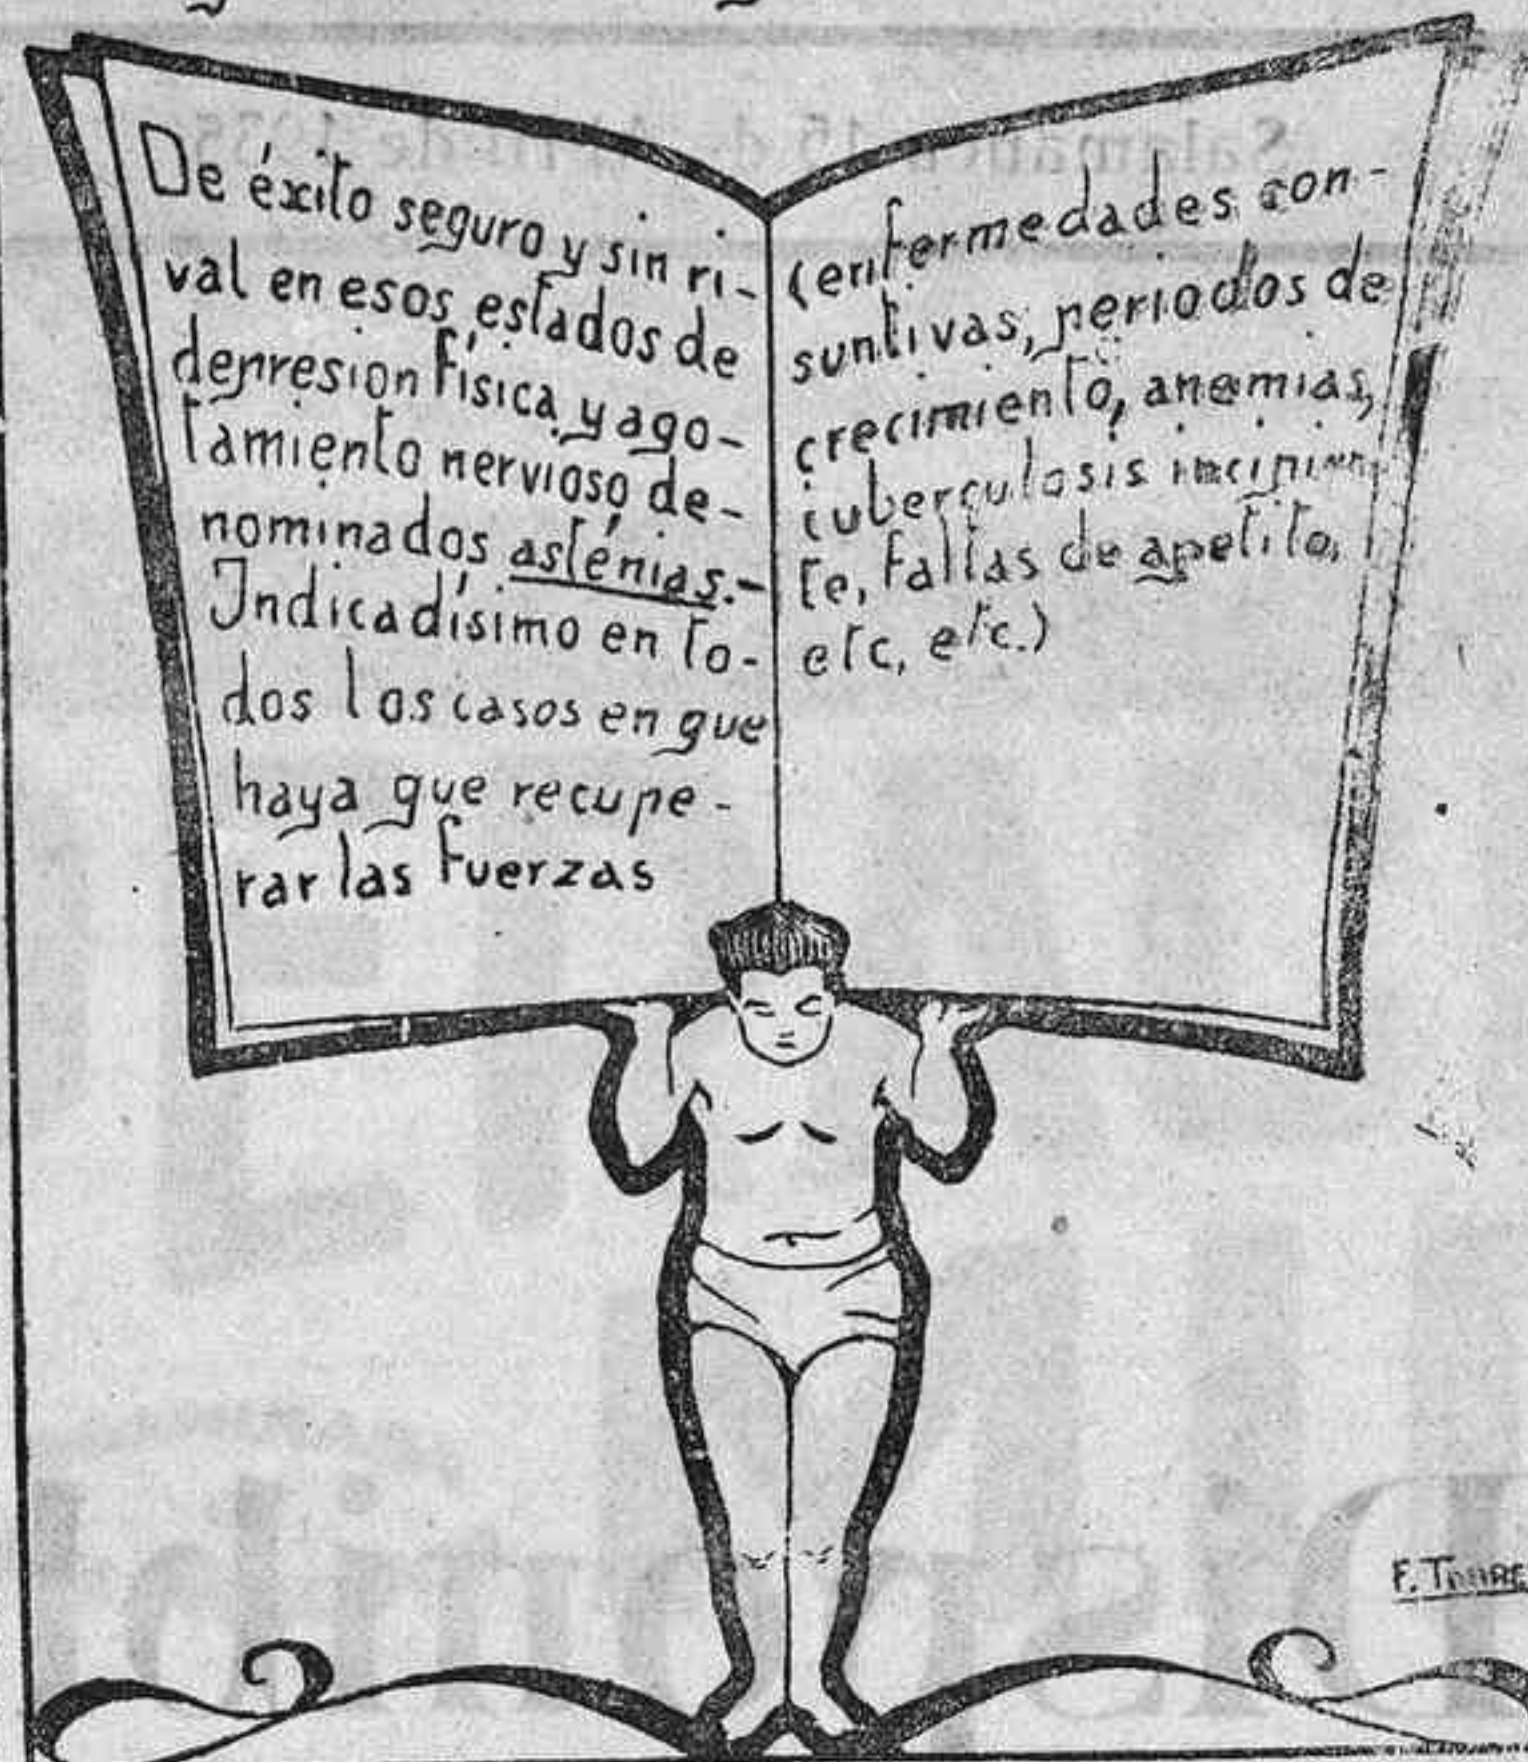 De éxito seguro y sin ri-
val en esos estados de
depresion física y ago-
tamiento nervioso de-
nominados asténias.-
Indicadísimo en to-
dos los casos en que
haya que recupe-
rar las fuerzas
(enfermedades con-
suntivas, periodos de
crecimiento, anemias,
tuberculosis incipien-
te, faltas de apetito,
etc, etc.)
F.